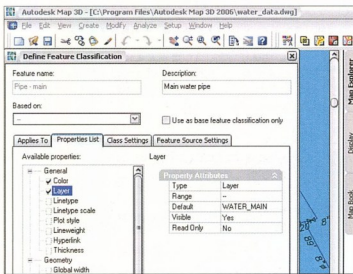 Autodesk Map 3D - [C:\Program Files\Autodesk Map 3D 2006\water_data.dwg]
File Edit View Create Modify Analyze Setup Window Help
Define Feature Classification
Feature name:
Description:
Pipe - main
Main water pipe
Based on:
--
Use as base feature classification only
Applies To
Properties List
Class Settings
Feature Source Settings
Available properties:
Layer
General
Color
Layer
Linetype
Linetype scale
Plot style
Lineweight
Hyperlink
Thickness
Geometry
Global width
Property Attributes
Type Layer
Range --
Default WATER_MAIN
Visible Yes
Read Only No
Map Explorer
Display
Map Book